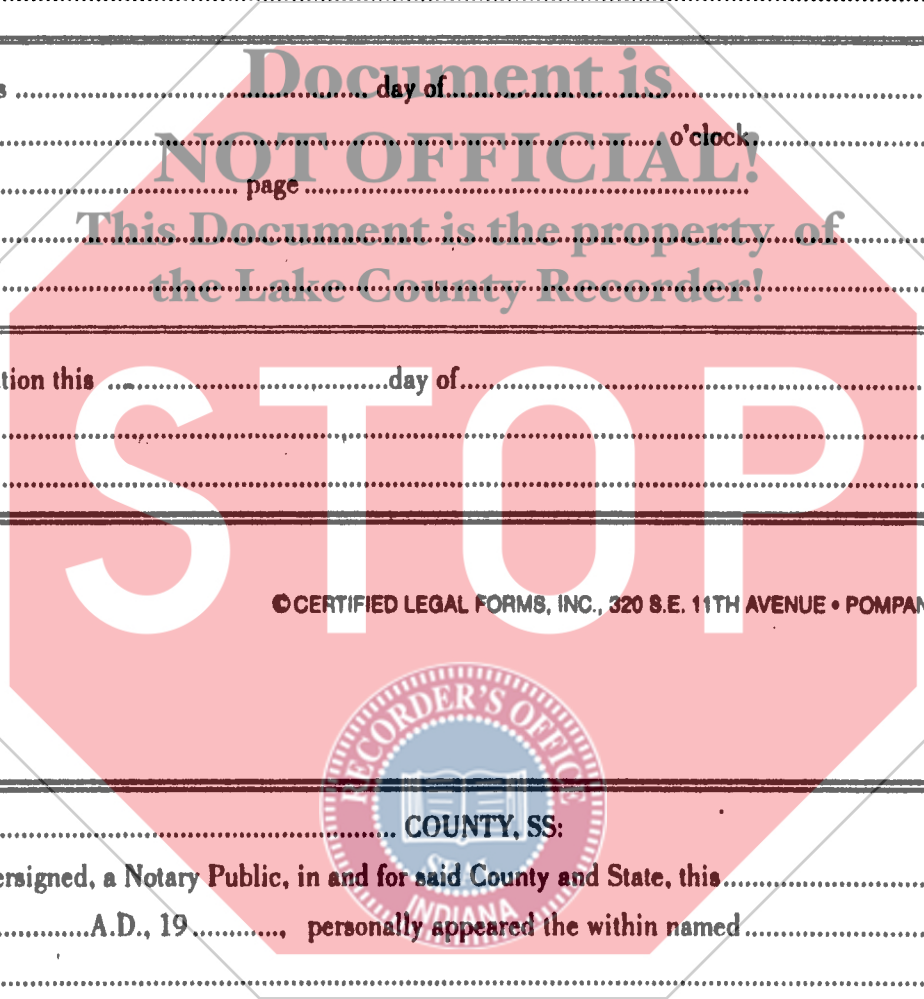 Document is
s ........ day of ........
NOT OFFICIAL!
........ o'clock ........
........ page ........
This Document is the property of
the Lake County Recorder!
tion this ........ day of ........
STOP
©CERTIFIED LEGAL FORMS, INC., 320 S.E. 11TH AVENUE • POMPAN
RECORDER'S OFFICE
........ COUNTY, SS:
ersigned, a Notary Public, in and for said County and State, this ........
INDIANA
........ A.D., 19 ........, personally appeared the within named ........